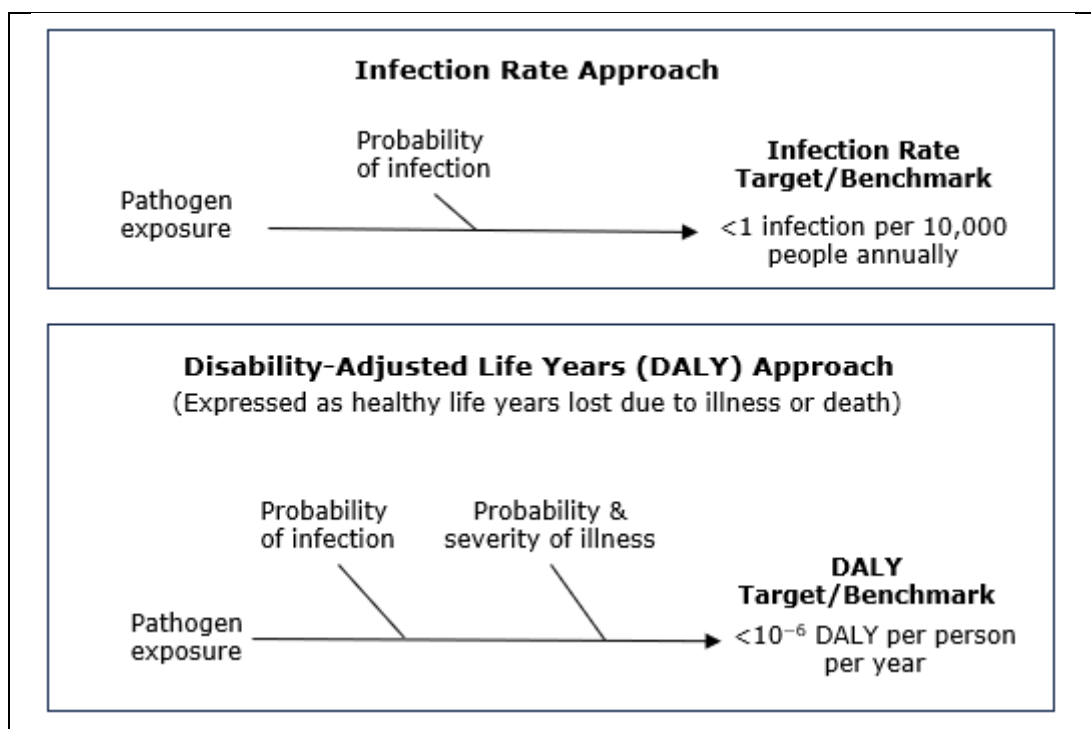 Infection Rate Approach
Probability
of infection
Pathogen
exposure
Infection Rate
Target/Benchmark
<1 infection per 10,000
people annually
Disability-Adjusted Life Years (DALY) Approach
(Expressed as healthy life years lost due to illness or death)
Probability
of infection
Probability &
severity of illness
Pathogen
exposure
DALY
Target/Benchmark
<10⁻⁶ DALY per person
per year